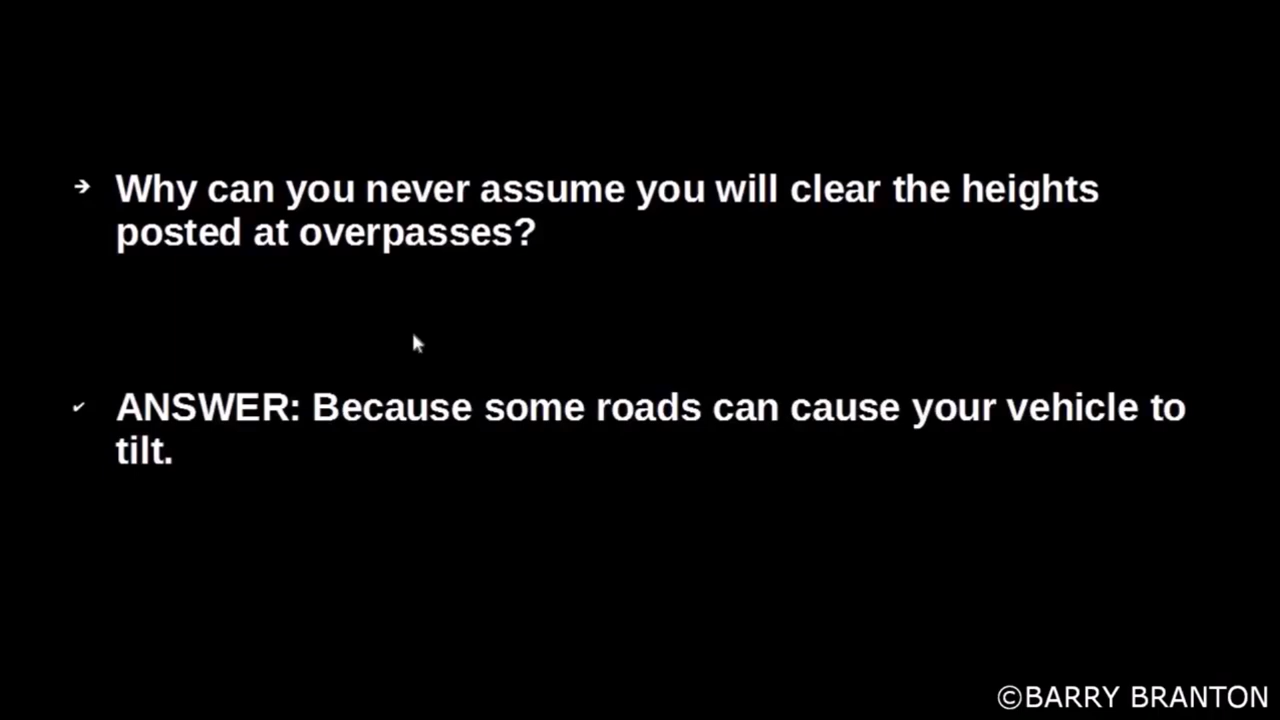 ➔ Why can you never assume you will clear the heights
posted at overpasses?
✔ ANSWER: Because some roads can cause your vehicle to
tilt.
©BARRY BRANTON